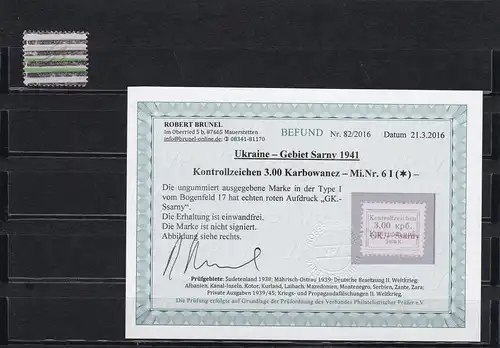 ROBERT BRUNEL
Im Oberried 5 b, 87665 Mauerstetten
info@brunel-online.de; ✆ 08341-81170
BEFUND Nr. 82/2016 Datum 21.3.2016
Ukraine – Gebiet Sarny 1941
Kontrollzeichen 3.00 Karbowanez – Mi.Nr. 6 I (✶) –
Die ungummiert ausgegebene Marke in der Type I
vom Bogenfeld 17 hat echten roten Aufdruck „GK.-
Ssarny“.
Die Erhaltung ist einwandfrei.
Die Marke ist nicht signiert.
Abbildung siehe rechts.
Kontrollzeichen
3,00 крб.
GK.- Ssarny
Prüfgebiete: Sudetenland 1938; Mährisch-Ostrau 1939; Deutsche Besetzung II. Weltkrieg:
Albanien, Kanal-Inseln, Kotor, Kurland, Laibach, Mazedonien, Montenegro, Serbien, Zante, Zara;
Private Ausgaben 1939/45; Kriegs- und Propagandafälschungen II. Weltkrieg
Die Prüfung erfolgte auf Grundlage der Prüfordnung des Verbandes Philatelistischer Prüfer e.V.